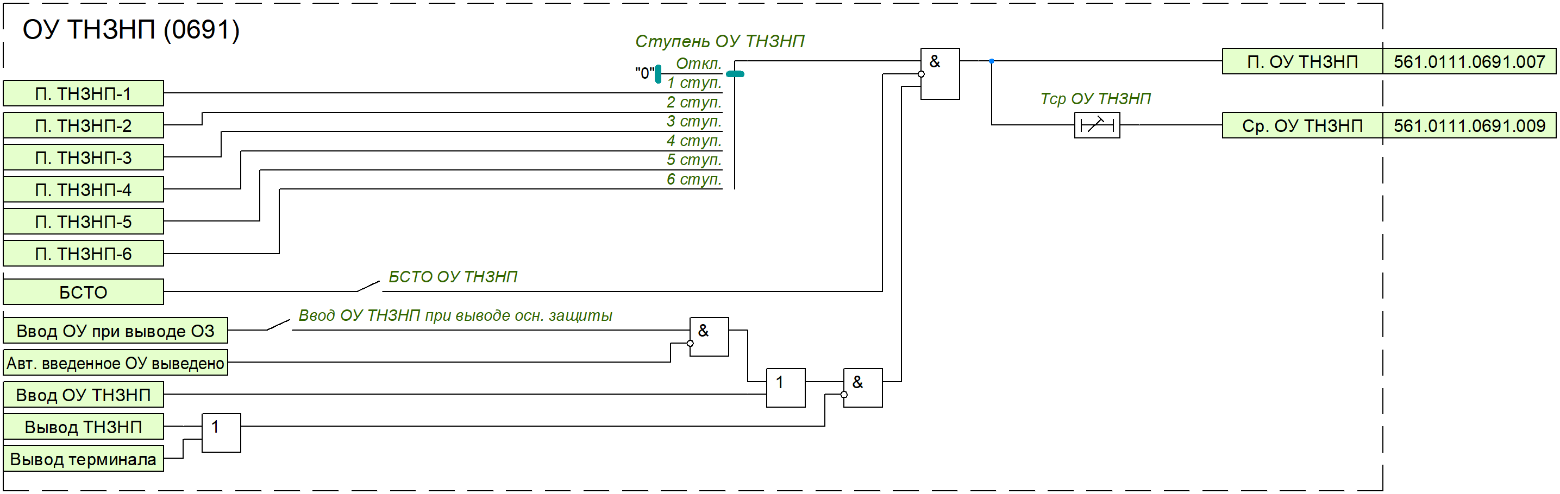 ОУ ТНЗНП (0691)
Ступень ОУ ТНЗНП
"0"
Откл.
1 ступ.
2 ступ.
3 ступ.
4 ступ.
5 ступ.
6 ступ.
П. ТНЗНП-1
П. ТНЗНП-2
П. ТНЗНП-3
П. ТНЗНП-4
П. ТНЗНП-5
П. ТНЗНП-6
&
П. ОУ ТНЗНП 561.0111.0691.007
Тср ОУ ТНЗНП
Ср. ОУ ТНЗНП 561.0111.0691.009
БСТО
БСТО ОУ ТНЗНП
Ввод ОУ при выводе ОЗ
Ввод ОУ ТНЗНП при выводе осн. защиты
&
Авт. введенное ОУ выведено
Ввод ОУ ТНЗНП
1
&
Вывод ТНЗНП
1
Вывод терминала